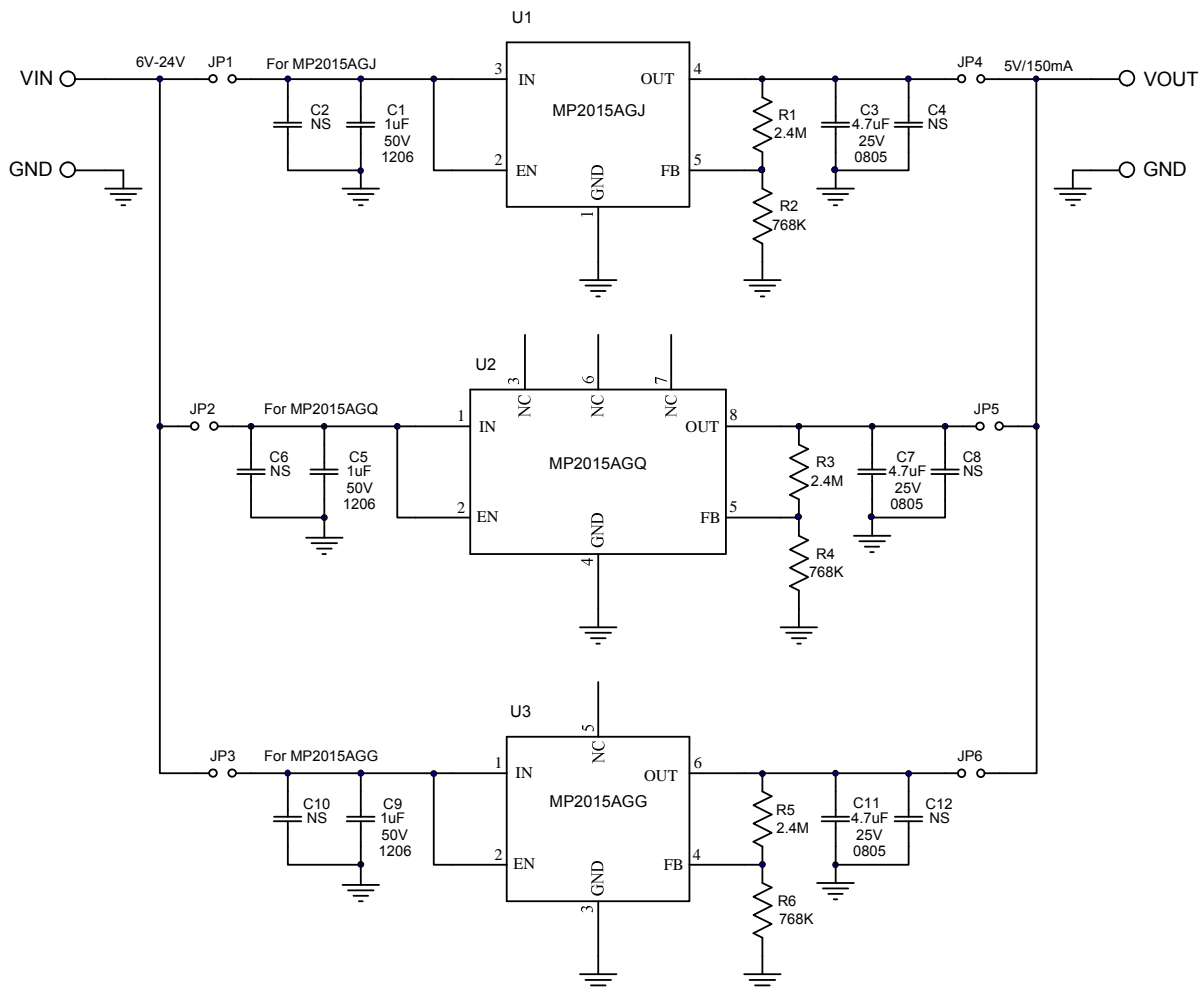 U1
6V-24V
JP1
For MP2015AGJ
VIN
3
IN
OUT
4
JP4
5V/150mA
VOUT
MP2015AGJ
C2
NS
C1
1uF
50V
1206
R1
2.4M
C3
4.7uF
25V
0805
C4
NS
GND
2
EN
GND
1
FB
5
GND
R2
768K
U2
3
NC
6
NC
7
NC
JP2
For MP2015AGQ
1
IN
OUT
8
JP5
MP2015AGQ
C6
NS
C5
1uF
50V
1206
R3
2.4M
C7
4.7uF
25V
0805
C8
NS
2
EN
GND
4
FB
5
R4
768K
U3
5
NC
JP3
For MP2015AGG
1
IN
OUT
6
JP6
MP2015AGG
C10
NS
C9
1uF
50V
1206
R5
2.4M
C11
4.7uF
25V
0805
C12
NS
2
EN
GND
3
FB
4
R6
768K